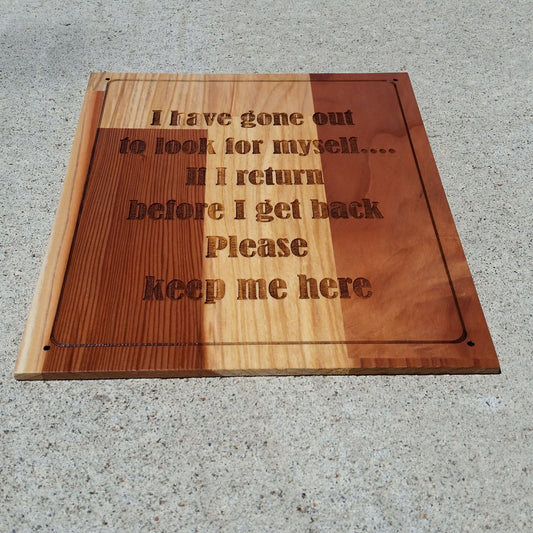 I have gone out
to look for myself....
If I return
before I get back
Please
keep me here